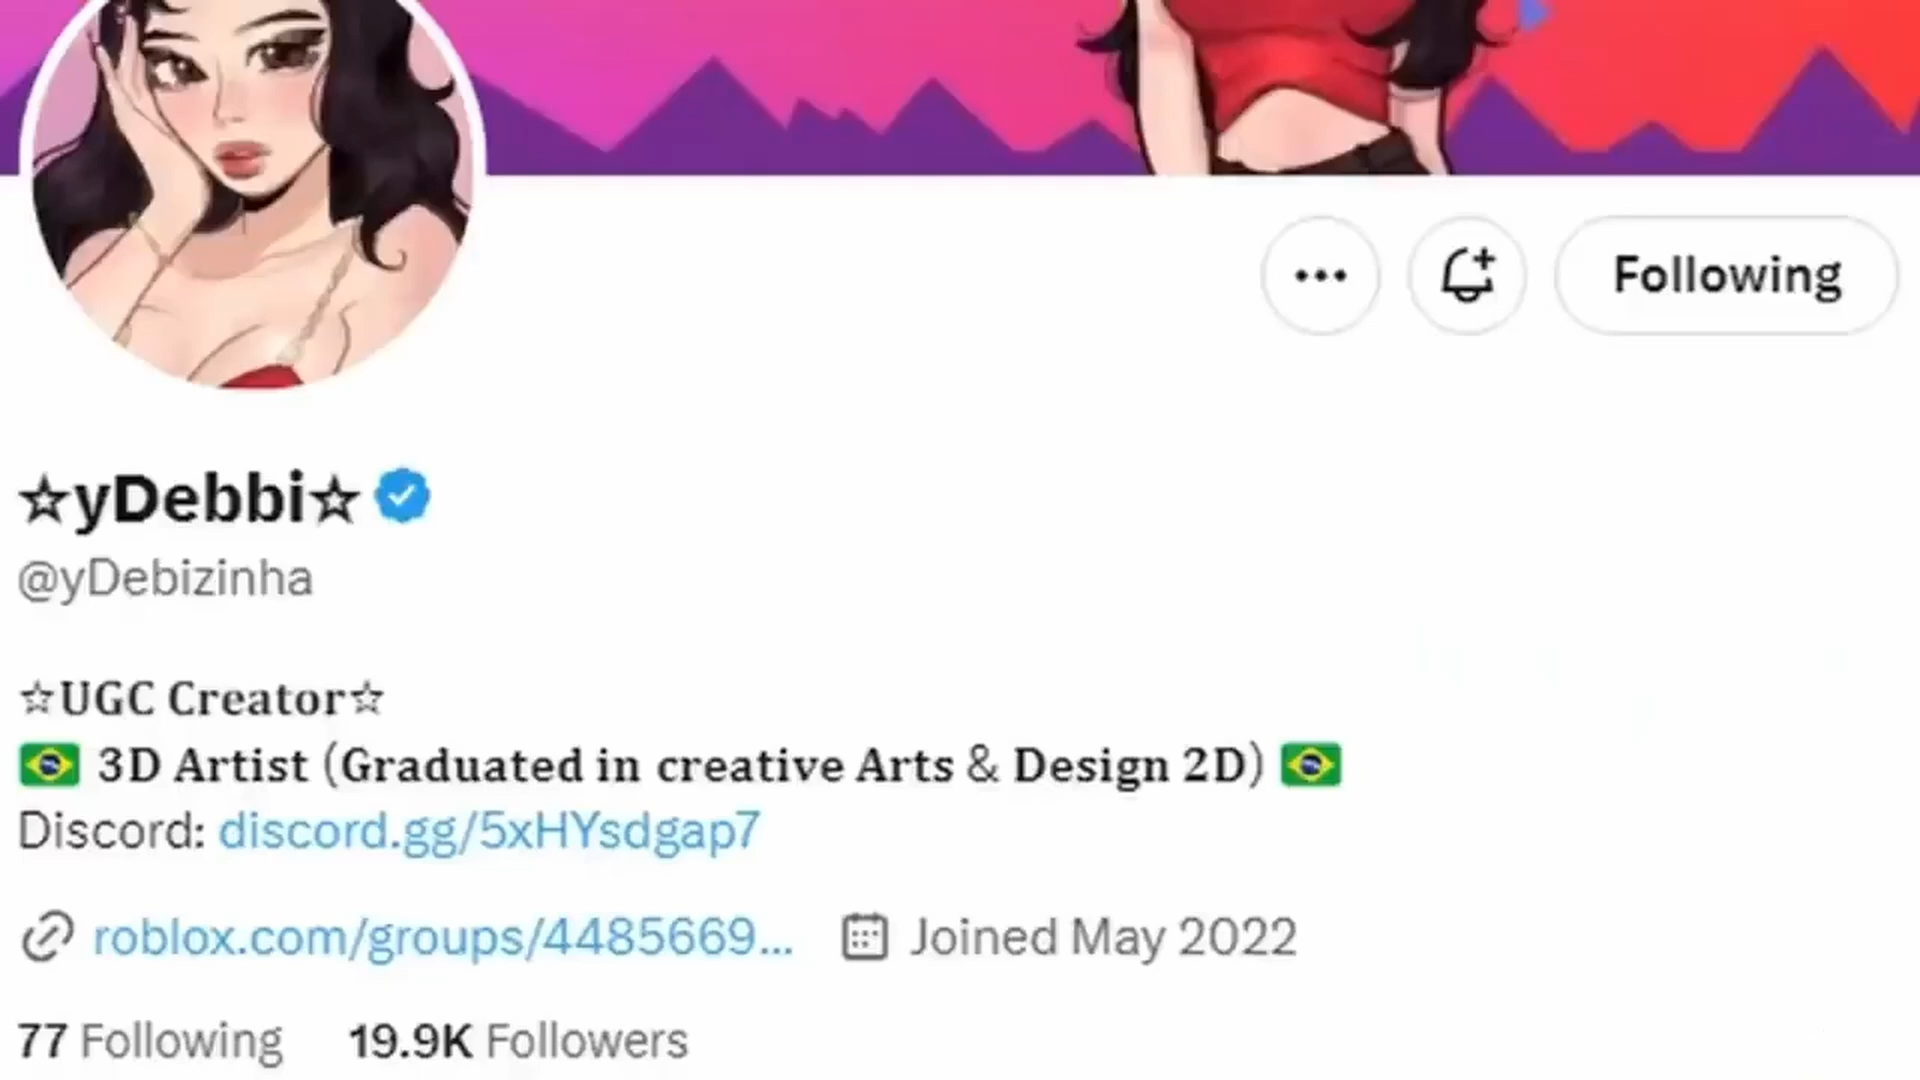 Following
☆yDebbi☆
@yDebizinha
☆UGC Creator☆
🇧🇷 3D Artist (Graduated in creative Arts & Design 2D) 🇧🇷
Discord: discord.gg/5xHYsdgap7
roblox.com/groups/4485669... Joined May 2022
77 Following 19.9K Followers